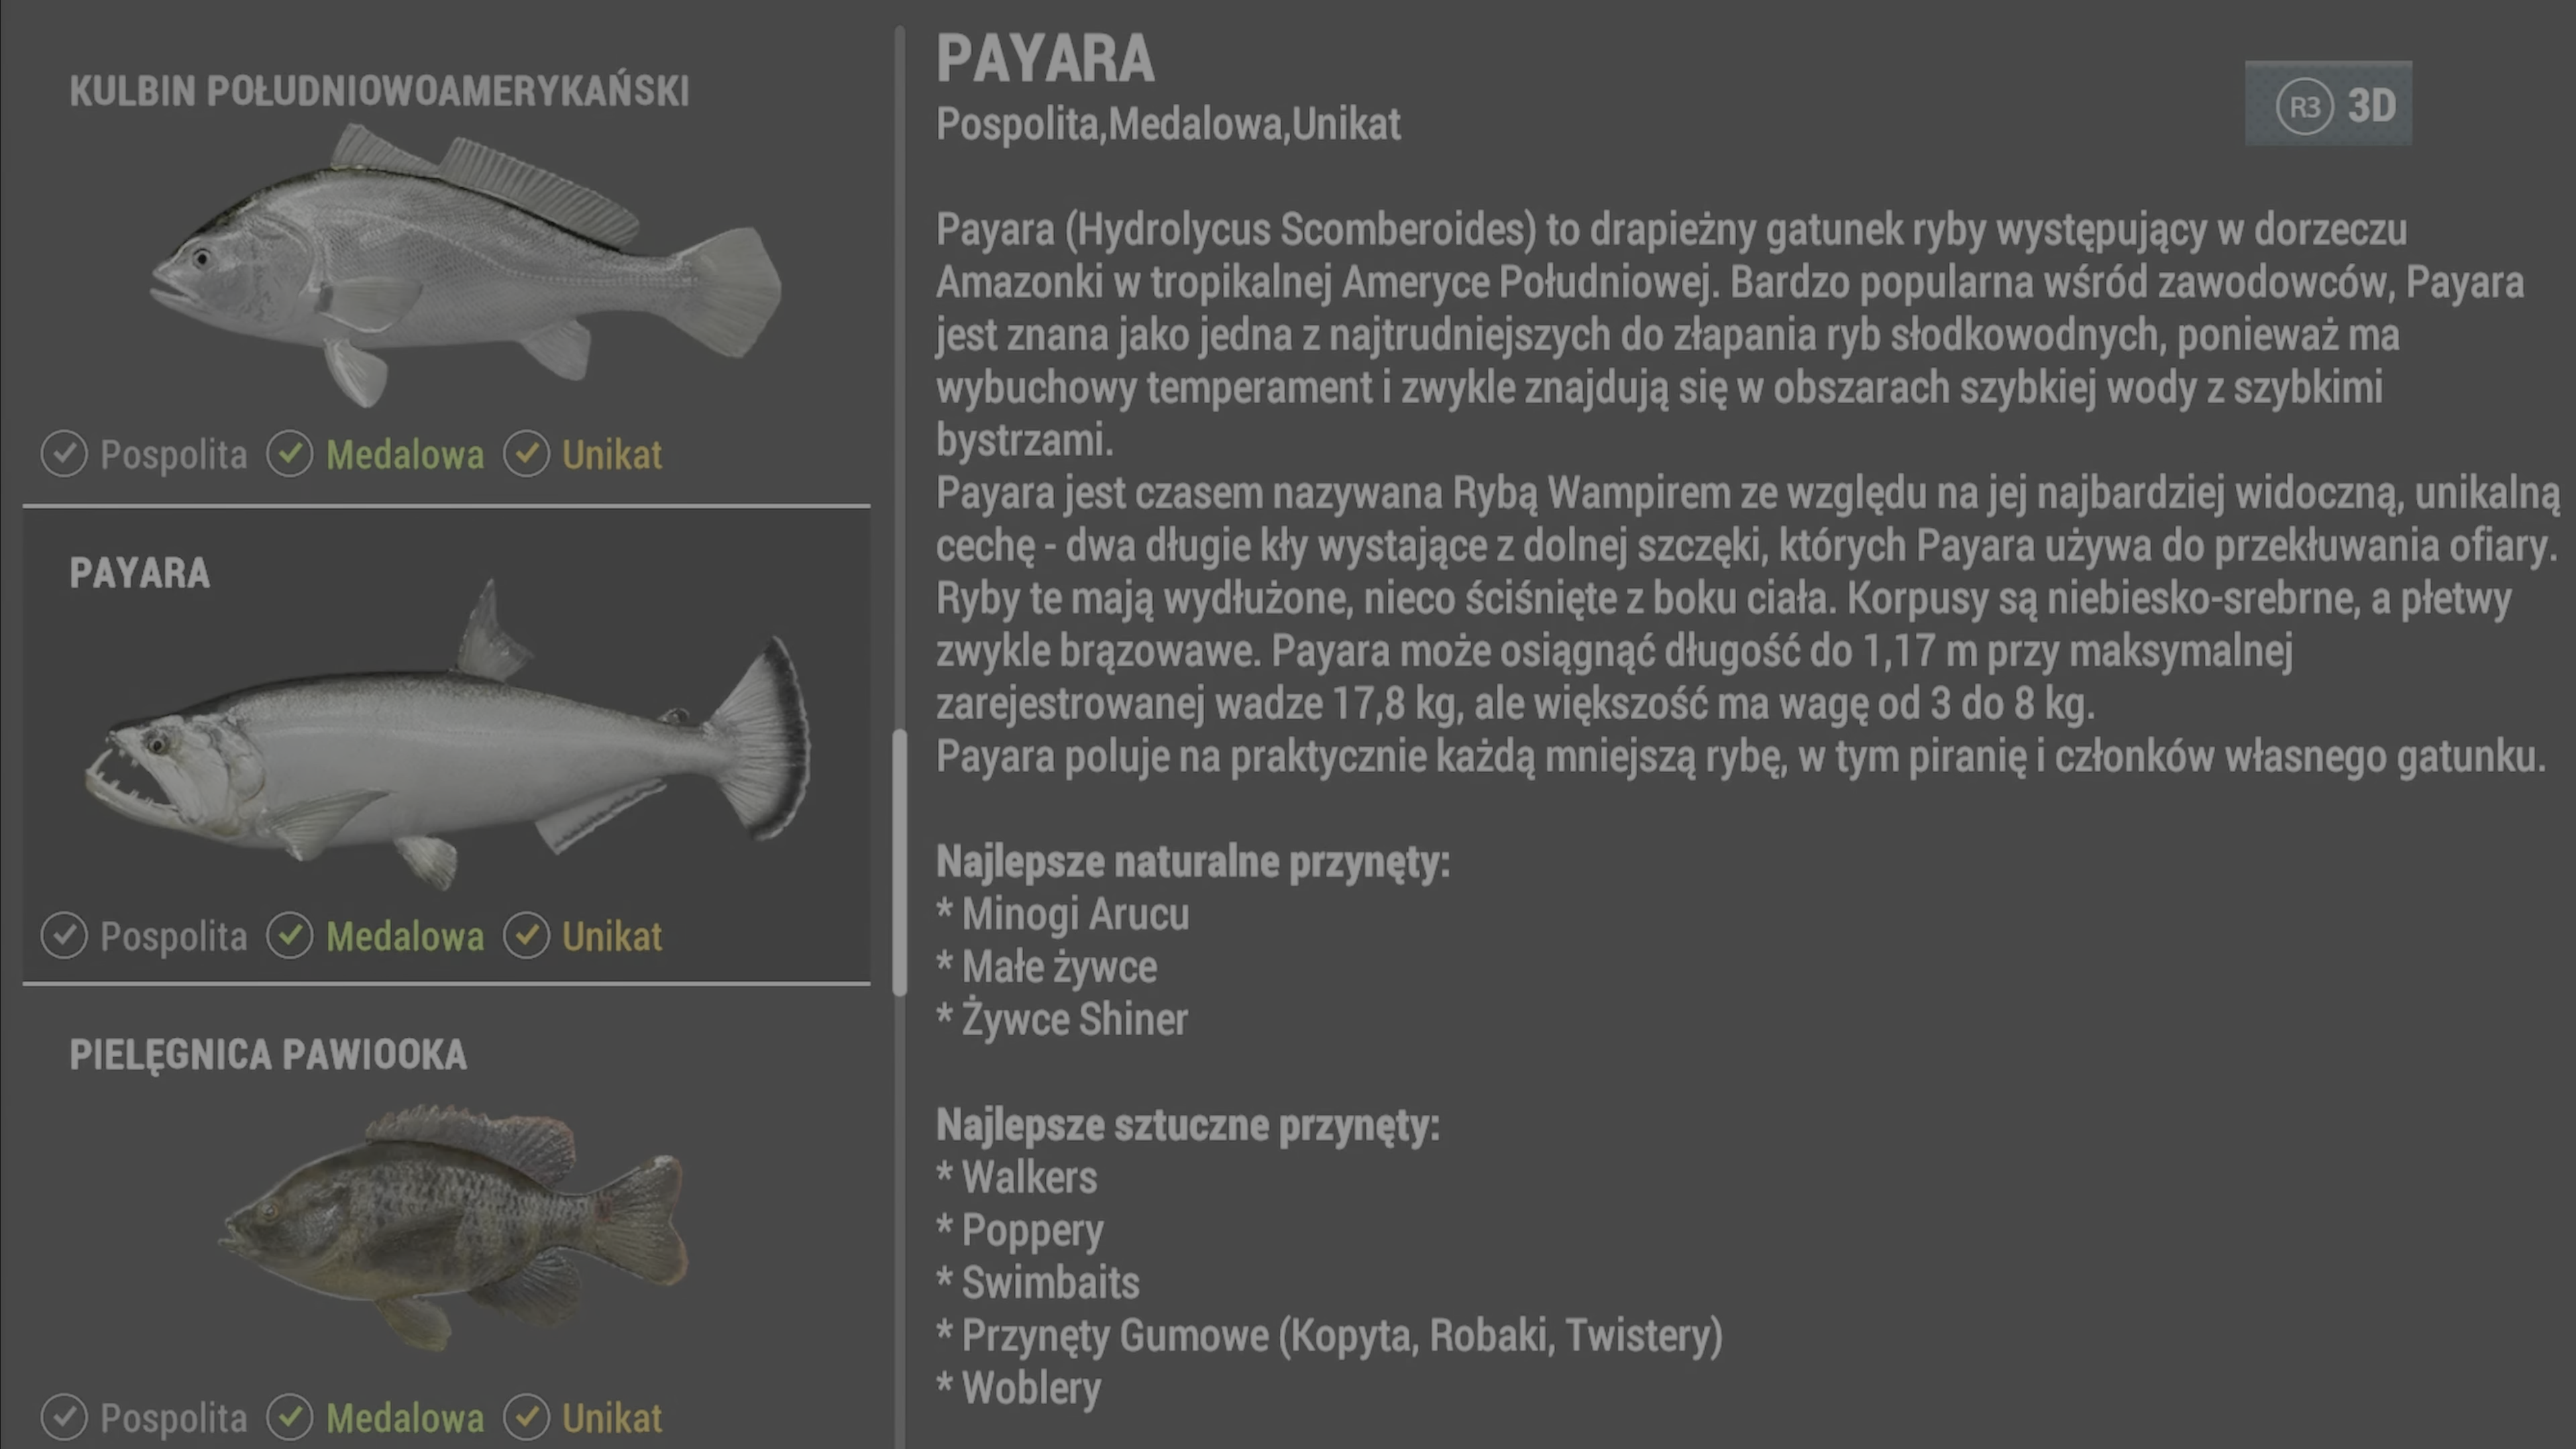 KULBIN POŁUDNIOWOAMERYKAŃSKI
Pospolita Medalowa Unikat
PAYARA
Pospolita Medalowa Unikat
PIELĘGNICA PAWIOOKA
Pospolita Medalowa Unikat
PAYARA
Pospolita,Medalowa,Unikat
R3 3D
Payara (Hydrolycus Scomberoides) to drapieżny gatunek ryby występujący w dorzeczu
Amazonki w tropikalnej Ameryce Południowej. Bardzo popularna wśród zawodowców, Payara
jest znana jako jedna z najtrudniejszych do złapania ryb słodkowodnych, ponieważ ma
wybuchowy temperament i zwykle znajdują się w obszarach szybkiej wody z szybkimi
bystrzami.
Payara jest czasem nazywana Rybą Wampirem ze względu na jej najbardziej widoczną, unikalną
cechę - dwa długie kły wystające z dolnej szczęki, których Payara używa do przekłuwania ofiary.
Ryby te mają wydłużone, nieco ściśnięte z boku ciała. Korpusy są niebiesko-srebrne, a płetwy
zwykle brązowawe. Payara może osiągnąć długość do 1,17 m przy maksymalnej
zarejestrowanej wadze 17,8 kg, ale większość ma wagę od 3 do 8 kg.
Payara poluje na praktycznie każdą mniejszą rybę, w tym piranię i członków własnego gatunku.
Najlepsze naturalne przynęty:
* Minogi Arucu
* Małe żywce
* Żywce Shiner
Najlepsze sztuczne przynęty:
* Walkers
* Poppery
* Swimbaits
* Przynęty Gumowe (Kopyta, Robaki, Twistery)
* Woblery